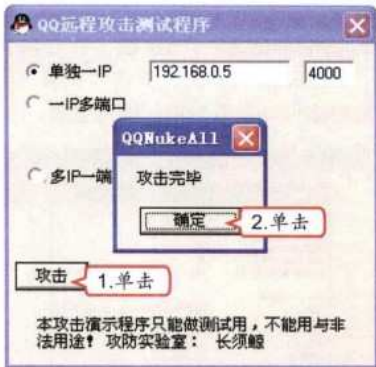 QQ远程攻击测试程序
单独一IP 192.168.0.5 4000
一IP多端口
QQNukeAll
多IP一端
攻击完毕
确定
2.单击
攻击
1.单击
本攻击演示程序只能做测试用，不能用与非
法用途！攻防实验室： 长须鲸